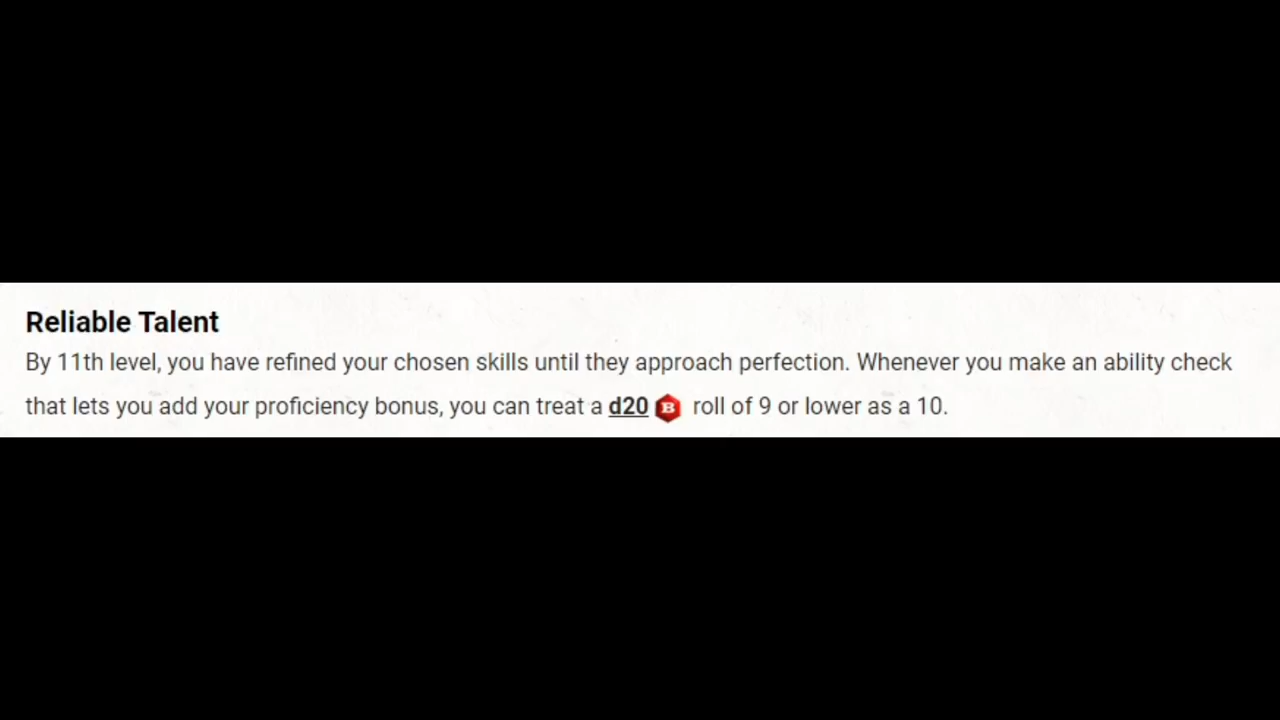 Reliable Talent
By 11th level, you have refined your chosen skills until they approach perfection. Whenever you make an ability check
that lets you add your proficiency bonus, you can treat a d20 B roll of 9 or lower as a 10.